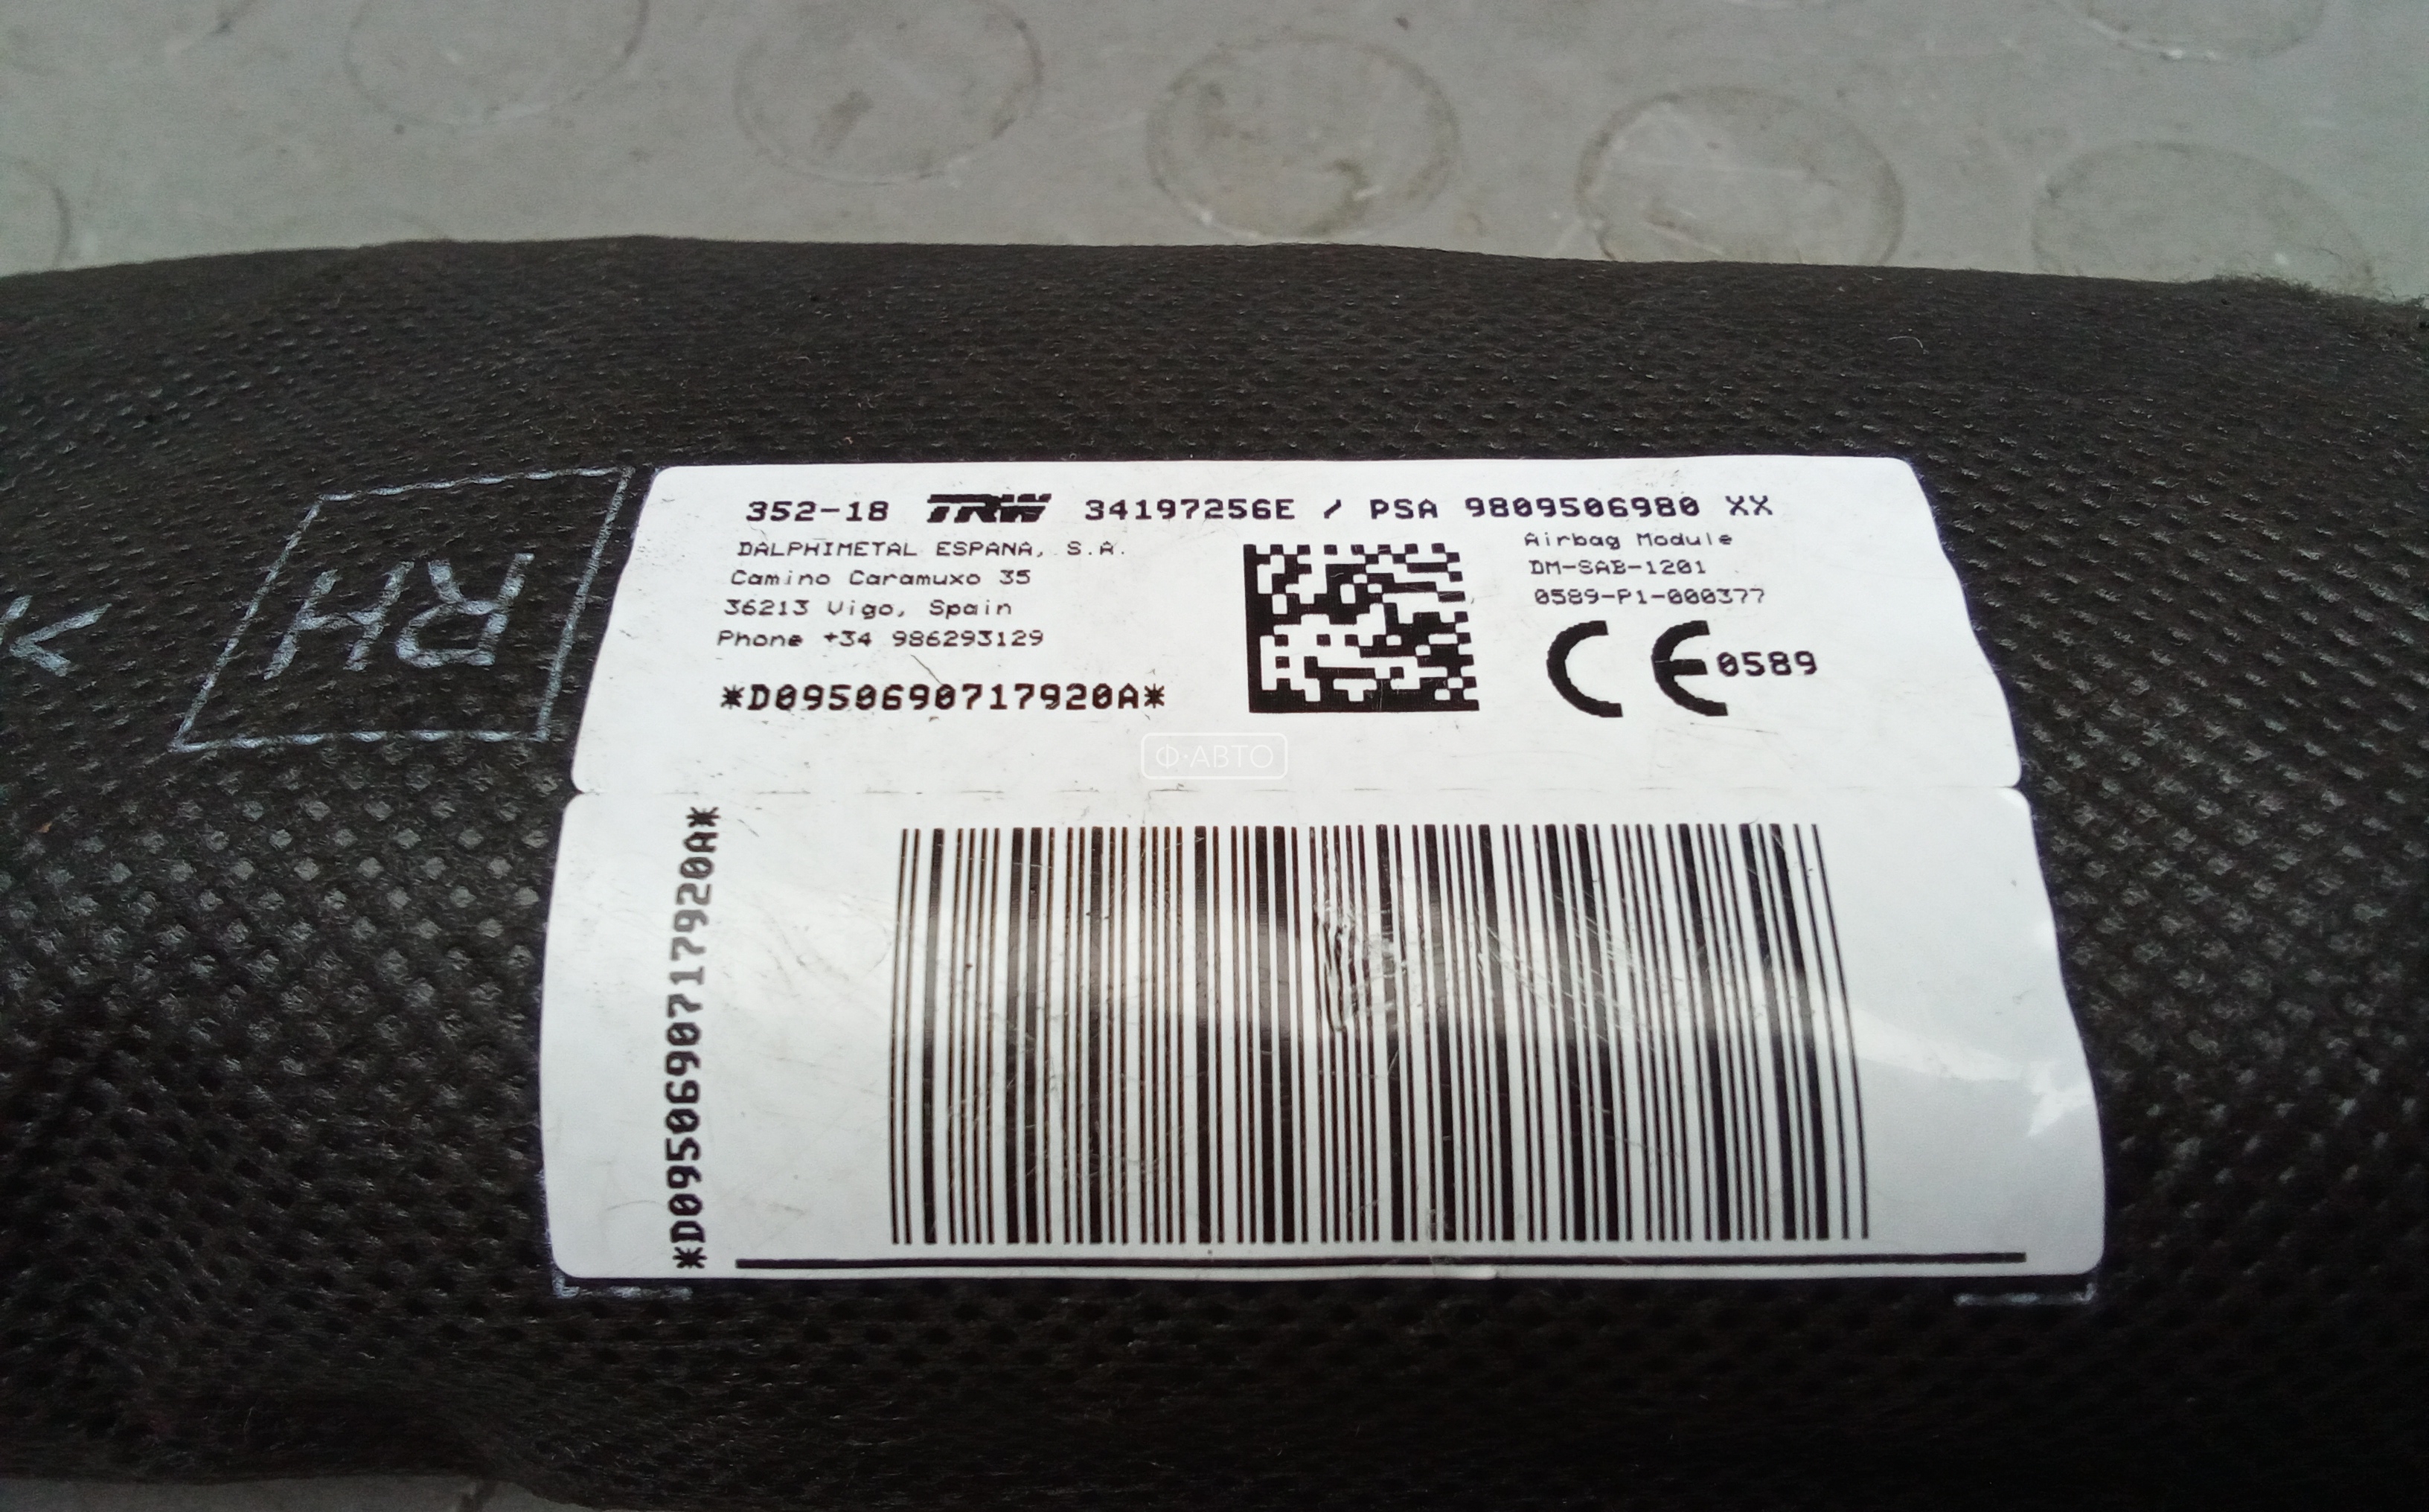 352-18 TRW 34197256E / PSA 9809506980 XX
DALPHIMETAL ESPANA, S.A.
Camino Caramuxo 35
36213 Vigo, Spain
Phone +34 986293129
*D0950690717920A*
Airbag Module
DM-SAB-1201
0589-P1-000377
CE 0589
RH
Ф·АВТО
*D0950690717920A*